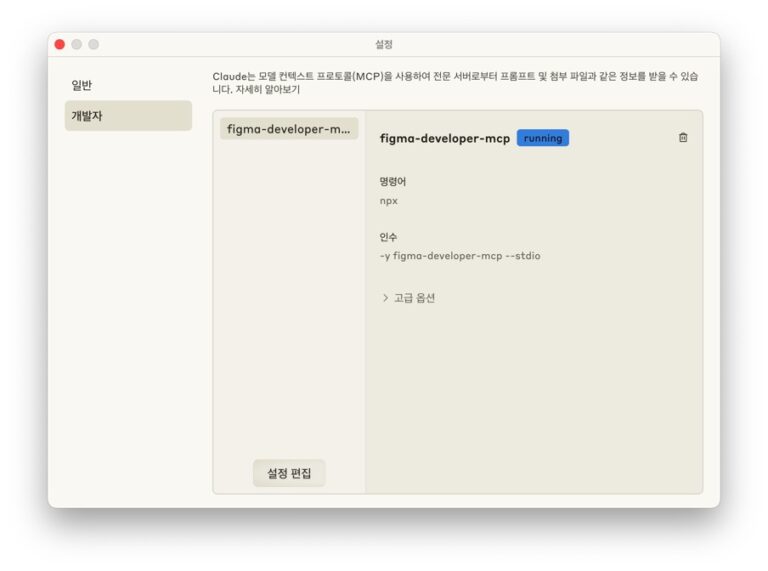 설정
일반
개발자
Claude는 모델 컨텍스트 프로토콜(MCP)을 사용하여 전문 서버로부터 프롬프트 및 첨부 파일과 같은 정보를 받을 수 있습
니다. 자세히 알아보기
figma-developer-m...
figma-developer-mcp running
명령어
npx
인수
-y figma-developer-mcp --stdio
고급 옵션
설정 편집